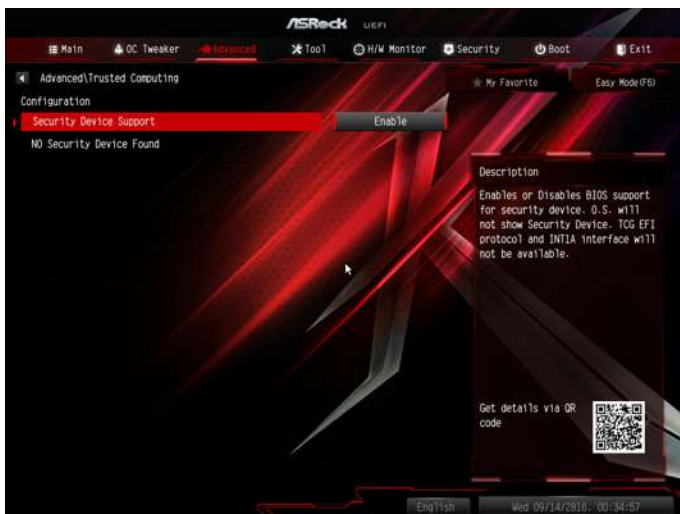 ASRock UEFI
Main OC Tweaker Advanced Tool H/W Monitor Security Boot Exit
Advanced\Trusted Computing
My Favorite Easy Mode(F6)
Configuration
Security Device Support Enable
NO Security Device Found
Description
Enables or Disables BIOS support
for security device. O.S. will
not show Security Device. TCG EFI
protocol and INT1A interface will
not be available.
Get details via QR
code
English Wed 09/14/2016. 00:34:57